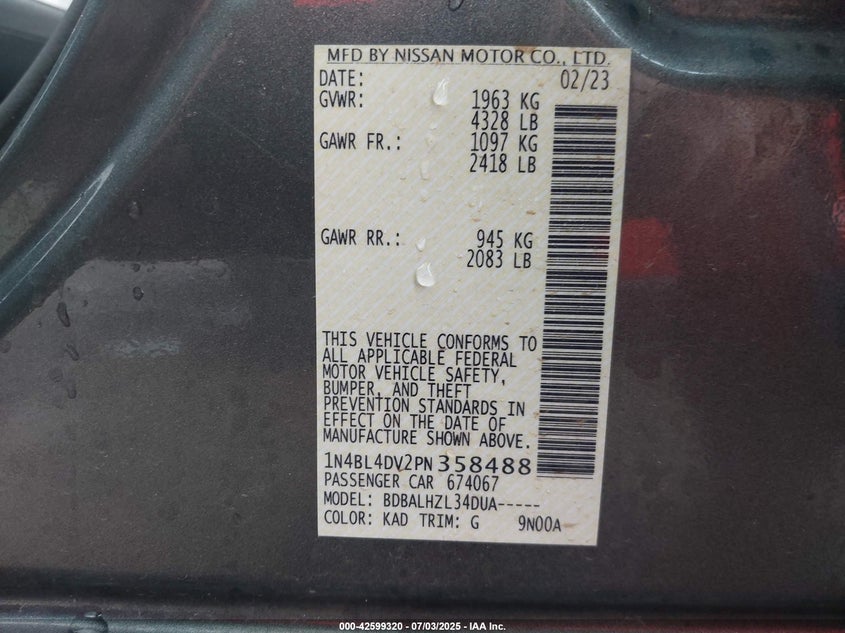 MFD BY NISSAN MOTOR CO., LTD.
DATE: 02/23
GVWR: 1963 KG
4328 LB
GAWR FR.: 1097 KG
2418 LB
GAWR RR.: 945 KG
2083 LB
THIS VEHICLE CONFORMS TO
ALL APPLICABLE FEDERAL
MOTOR VEHICLE SAFETY,
BUMPER, AND THEFT
PREVENTION STANDARDS IN
EFFECT ON THE DATE OF
MANUFACTURE SHOWN ABOVE.
1N4BL4DV2PN358488
PASSENGER CAR 674067
MODEL: BDBALHZL34DUA-----
COLOR: KAD TRIM: G 9N00A
000-42599320 / 07/03/2025 - IAA Inc.